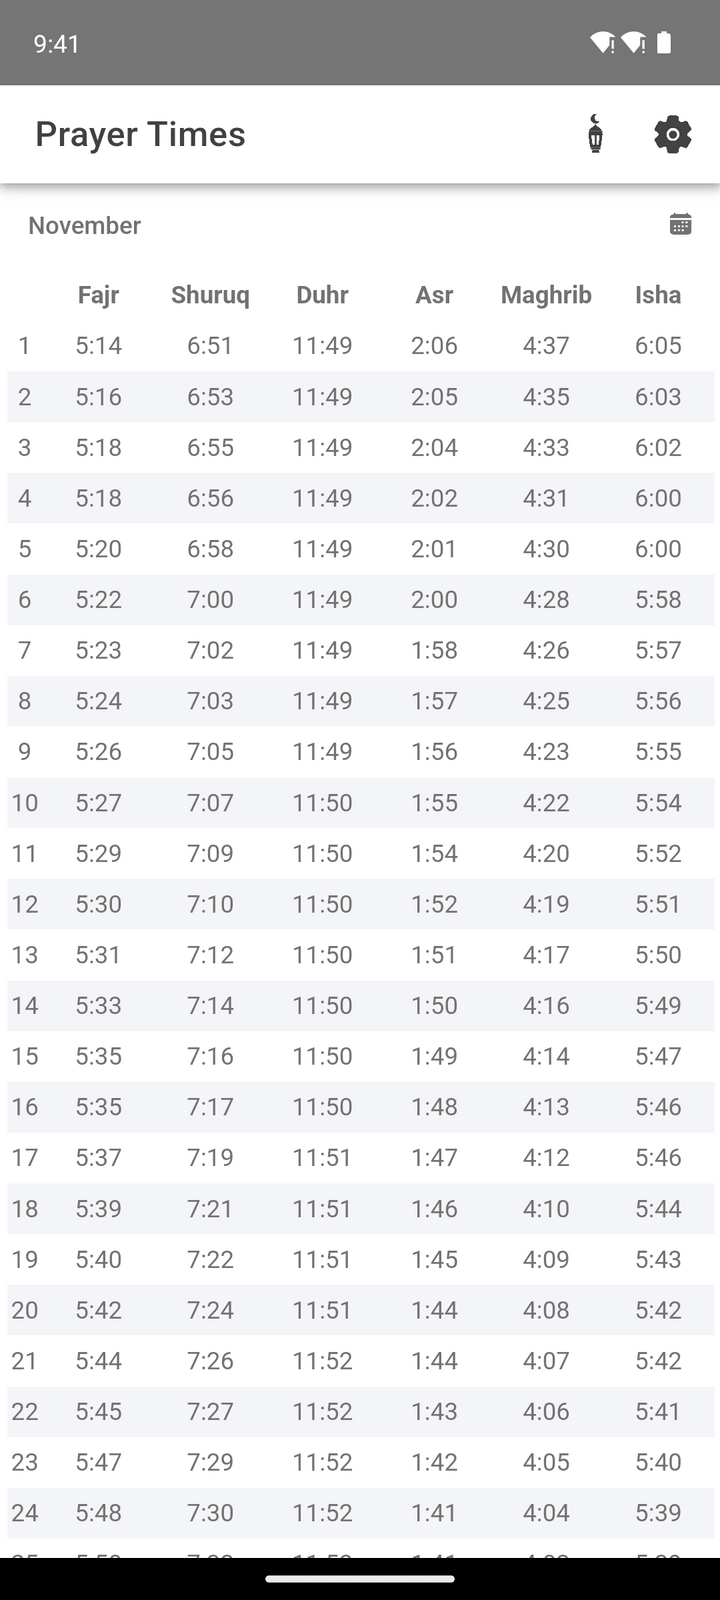 9:41
Prayer Times
November
Fajr Shuruq Duhr Asr Maghrib Isha
1 5:14 6:51 11:49 2:06 4:37 6:05
2 5:16 6:53 11:49 2:05 4:35 6:03
3 5:18 6:55 11:49 2:04 4:33 6:02
4 5:18 6:56 11:49 2:02 4:31 6:00
5 5:20 6:58 11:49 2:01 4:30 6:00
6 5:22 7:00 11:49 2:00 4:28 5:58
7 5:23 7:02 11:49 1:58 4:26 5:57
8 5:24 7:03 11:49 1:57 4:25 5:56
9 5:26 7:05 11:49 1:56 4:23 5:55
10 5:27 7:07 11:50 1:55 4:22 5:54
11 5:29 7:09 11:50 1:54 4:20 5:52
12 5:30 7:10 11:50 1:52 4:19 5:51
13 5:31 7:12 11:50 1:51 4:17 5:50
14 5:33 7:14 11:50 1:50 4:16 5:49
15 5:35 7:16 11:50 1:49 4:14 5:47
16 5:35 7:17 11:50 1:48 4:13 5:46
17 5:37 7:19 11:51 1:47 4:12 5:46
18 5:39 7:21 11:51 1:46 4:10 5:44
19 5:40 7:22 11:51 1:45 4:09 5:43
20 5:42 7:24 11:51 1:44 4:08 5:42
21 5:44 7:26 11:52 1:44 4:07 5:42
22 5:45 7:27 11:52 1:43 4:06 5:41
23 5:47 7:29 11:52 1:42 4:05 5:40
24 5:48 7:30 11:52 1:41 4:04 5:39